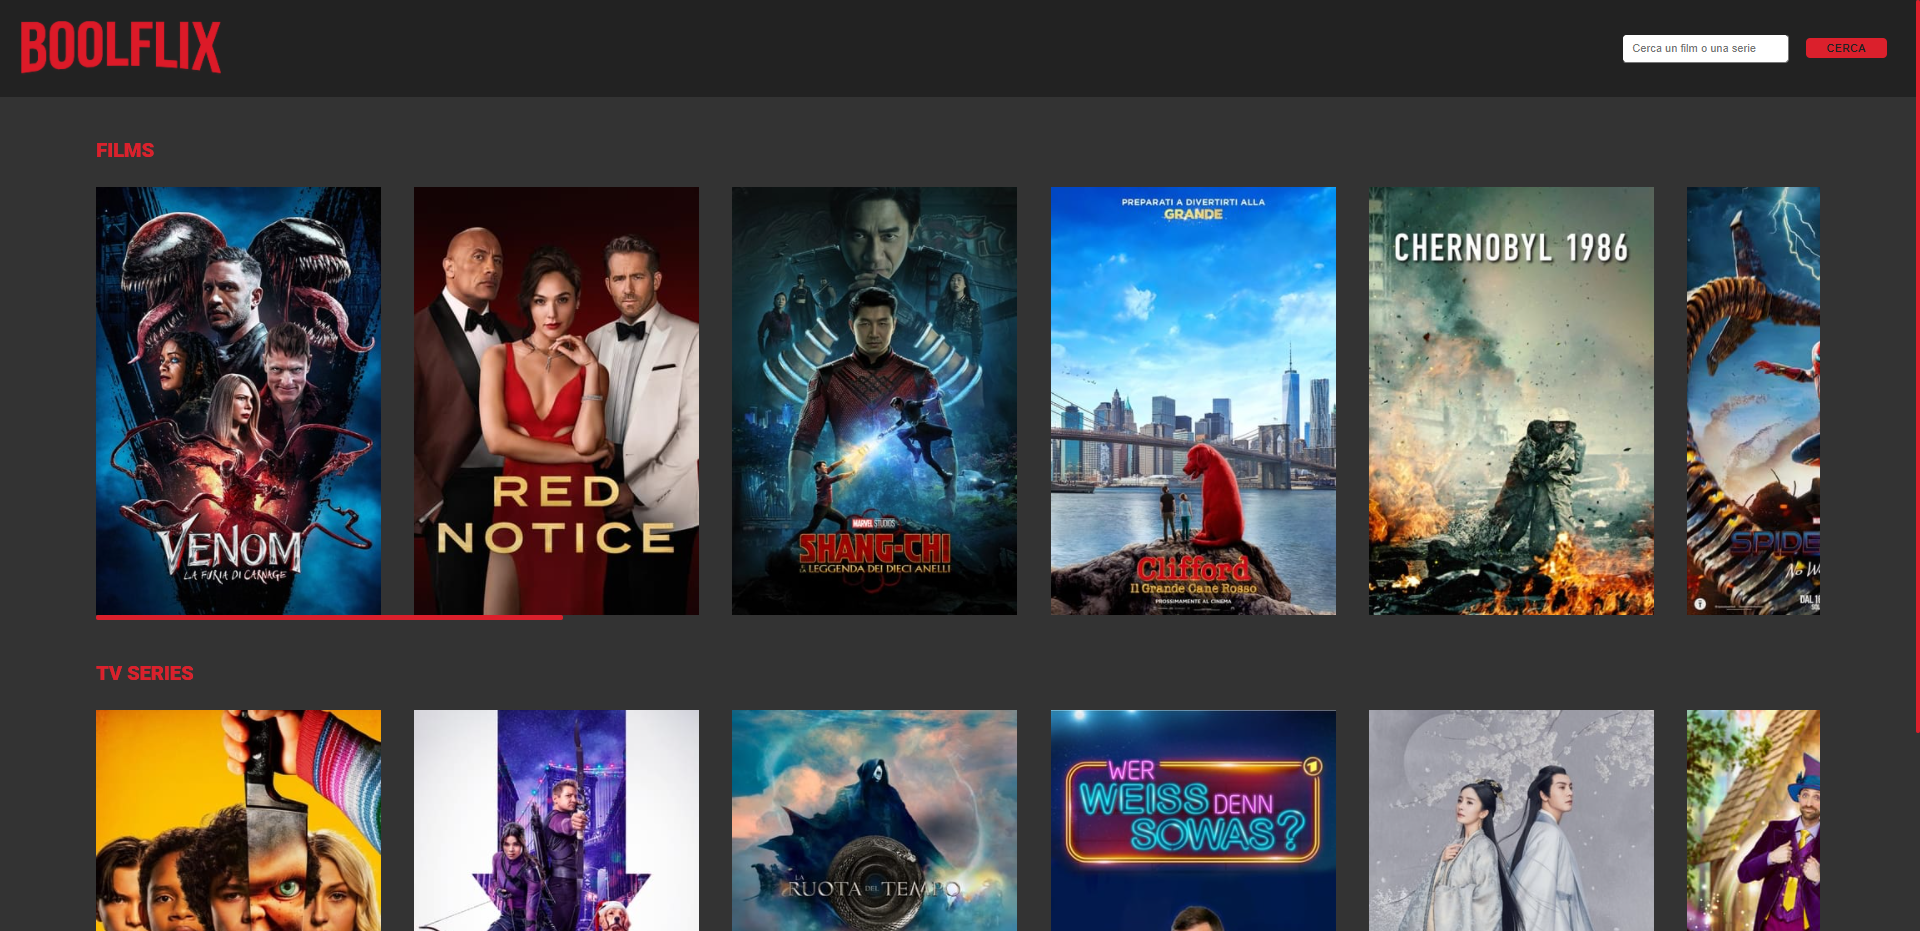 BOOLFLIX
Cerca un film o una serie
CERCA
FILMS
VENOM
LA FURIA DI CARNAGE
RED
NOTICE
MARVEL STUDIOS
SHANG-CHI
LEGGENDA DEI DIECI ANELLI
PREPARATI A DIVERTIRTI ALLA
GRANDE
Clifford
Il Grande Cane Rosso
PROSSIMAMENTE AL CINEMA
CHERNOBYL 1986
SPIDE
No W
DAL 1
TV SERIES
LA
RUOTA DEL TEMPO
WER
WEISS DENN
SOWAS?